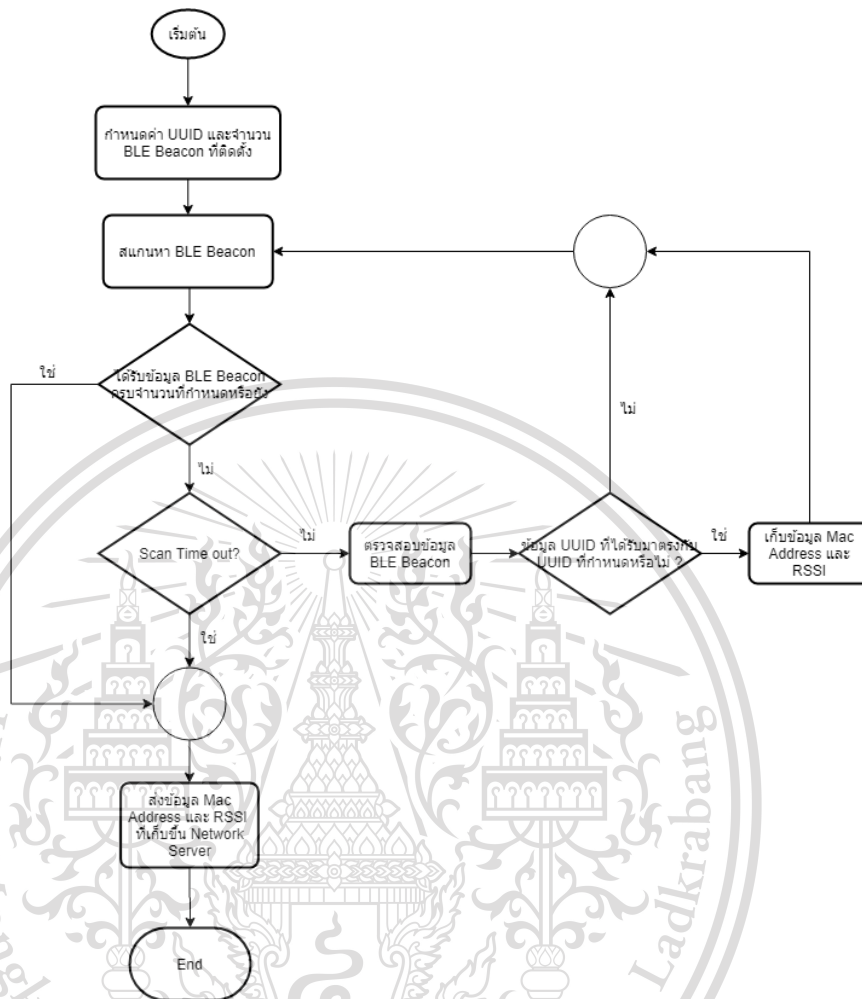 เริ่มต้น
กำหนดค่า UUID และจำนวน
BLE Beacon ที่ติดตั้ง
สแกนหา BLE Beacon
ใช่
ได้รับข้อมูล BLE Beacon
ครบจำนวนที่กำหนดหรือยัง
ไม่
ไม่
Scan Time out?
ไม่
ตรวจสอบข้อมูล
BLE Beacon
ข้อมูล UUID ที่ได้รับมาตรงกับ
UUID ที่กำหนดหรือไม่ ?
ใช่
เก็บข้อมูล Mac
Address และ
RSSI
ใช่
ส่งข้อมูล Mac
Address และ RSSI
ที่เก็บขึ้น Network
Server
End
Ladkrabang